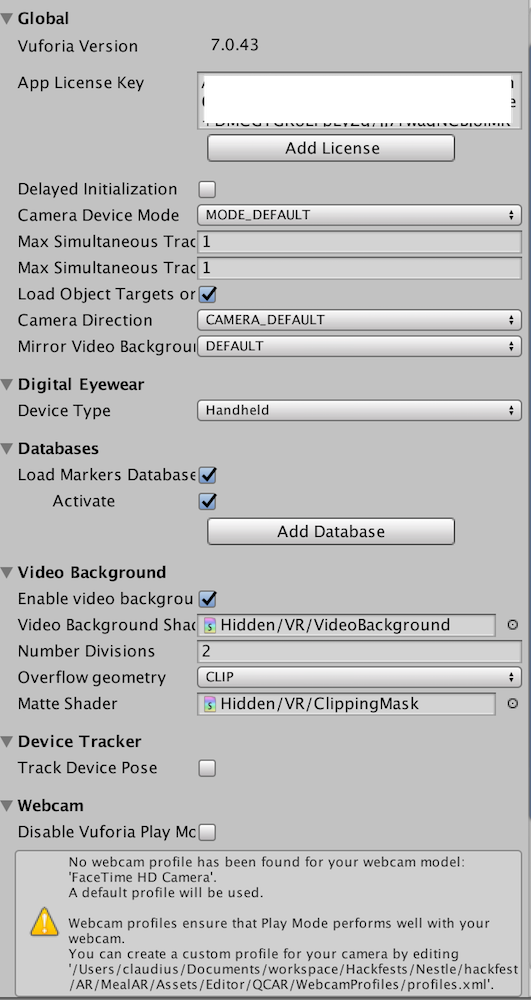 Global
Vuforia Version 7.0.43
App License Key
Add License
Delayed Initialization
Camera Device Mode MODE_DEFAULT
Max Simultaneous Trac 1
Max Simultaneous Trac 1
Load Object Targets or
Camera Direction CAMERA_DEFAULT
Mirror Video Backgrou DEFAULT
Digital Eyewear
Device Type Handheld
Databases
Load Markers Database
Activate
Add Database
Video Background
Enable video backgrou
Video Background Shad Hidden/VR/VideoBackground
Number Divisions 2
Overflow geometry CLIP
Matte Shader Hidden/VR/ClippingMask
Device Tracker
Track Device Pose
Webcam
Disable Vuforia Play Mo
No webcam profile has been found for your webcam model:
'FaceTime HD Camera'.
A default profile will be used.
Webcam profiles ensure that Play Mode performs well with your
webcam.
You can create a custom profile for your camera by editing
'/Users/claudius/Documents/workspace/Hackfests/Nestle/hackfest
/AR/MealAR/Assets/Editor/QCAR/WebcamProfiles/profiles.xml'.